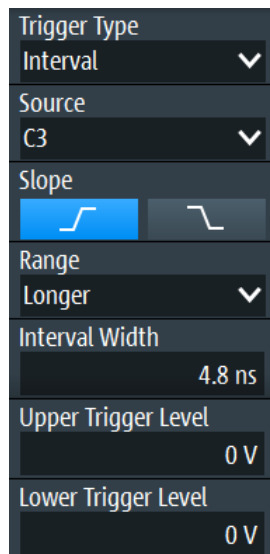 Trigger Type
Interval
Source
C3
Slope
Range
Longer
Interval Width
4.8 ns
Upper Trigger Level
0 V
Lower Trigger Level
0 V